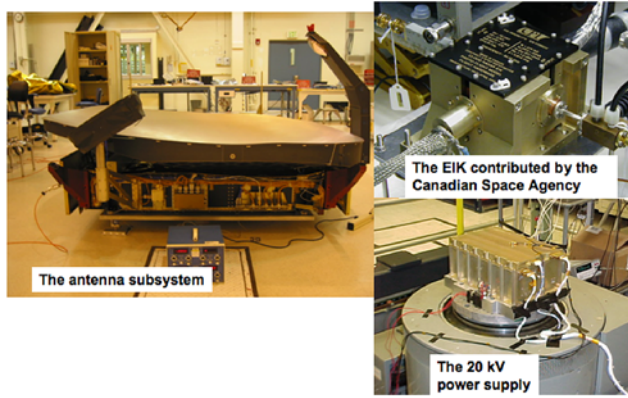 The antenna subsystem
The EIK contributed by the
Canadian Space Agency
The 20 kV
power supply